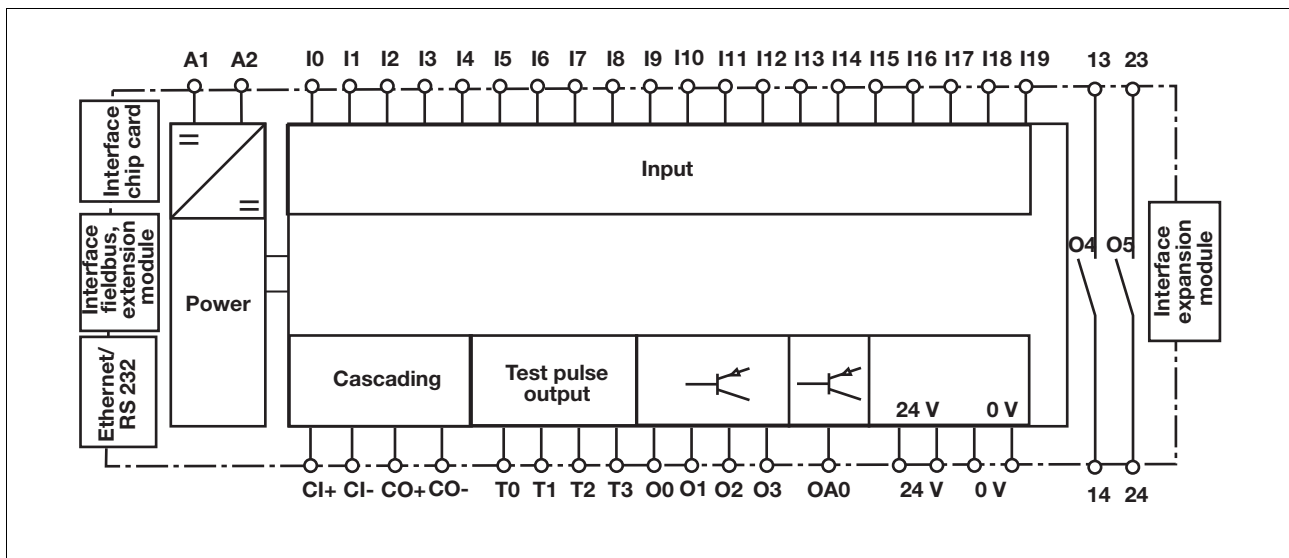 A1 A2 I0 I1 I2 I3 I4 I5 I6 I7 I8 I9 I10 I11 I12 I13 I14 I15 I16 I17 I18 I19 13 23
Interface
chip card
Interface
fieldbus,
extension
module
Ethernet/
RS 232
Power
Input
O4 O5
Interface
expansion
module
Cascading
Test pulse
output
24 V 0 V
CI+ CI- CO+ CO- T0 T1 T2 T3 O0 O1 O2 O3 OA0 24 V 0 V 14 24